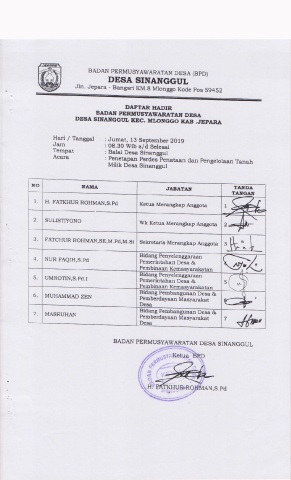 BADAN PERMUSYAWARATAN DESA (BPD)
DESA SINANGGUL
Jln. Jepara - Bangsri KM 8 Mlonggo Kode Pos 59452
DAFTAR HADIR
BADAN PERMUSYAWARATAN DESA
DESA SINANGGUL KEC. MLONGGO KAB .JEPARA
Hari / Tanggal : Jumat, 13 September 2019
Jam : 08.30 Wib s/d Selesai
Tempat : Balai Desa Sinanggul
Acara : Penetapan Perdes Penataan dan Pengelolaan Tanah
Milik Desa Sinanggul
NO NAMA JABATAN TANDA TANGAN
1. H. FATKHUR ROHMAN,S.Pd Ketua Merangkap Anggota 1
2. SULISTIYONO Wk Ketua Merangkap Anggota 2
3. FATCHUR ROHMAN,SE.M.Pd,M Si Sekretaris Merangkap Anggota 3
4. NUR FAQIH,S.Pd Bidang Penyelenggaraan
Pemerintahan Desa &
Pembinaan Kemasyarakatan
5. UMROTIN,S.Pd.I Bidang Penyelenggaraan
Pemerintahan Desa &
Pembinaan Kemasyarakatan 5
6. MUHAMMAD ZEN Bidang Pembangunan Desa &
Pemberdayaan Masyarakat
Desa 6
7. MASRUHAN Bidang Pembangunan Desa &
Pemberdayaan Masyarakat
Desa 7
BADAN PERMUSYAWARATAN DESA SINANGGUL
Ketua BPD
H. FATKHUR ROHMAN,S.Pd